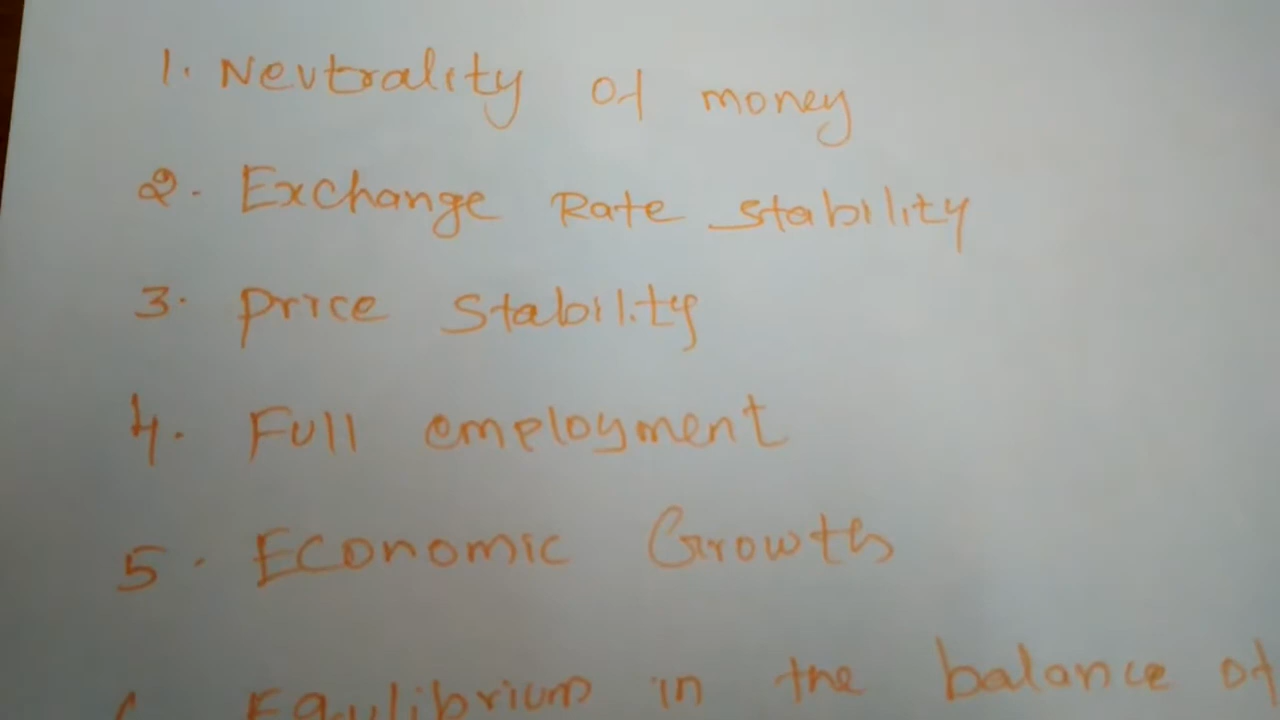 1. Neutrality of money
2. Exchange Rate stability
3. Price Stability
4. Full employment
5. Economic Growth
Equlibrium in the balance of